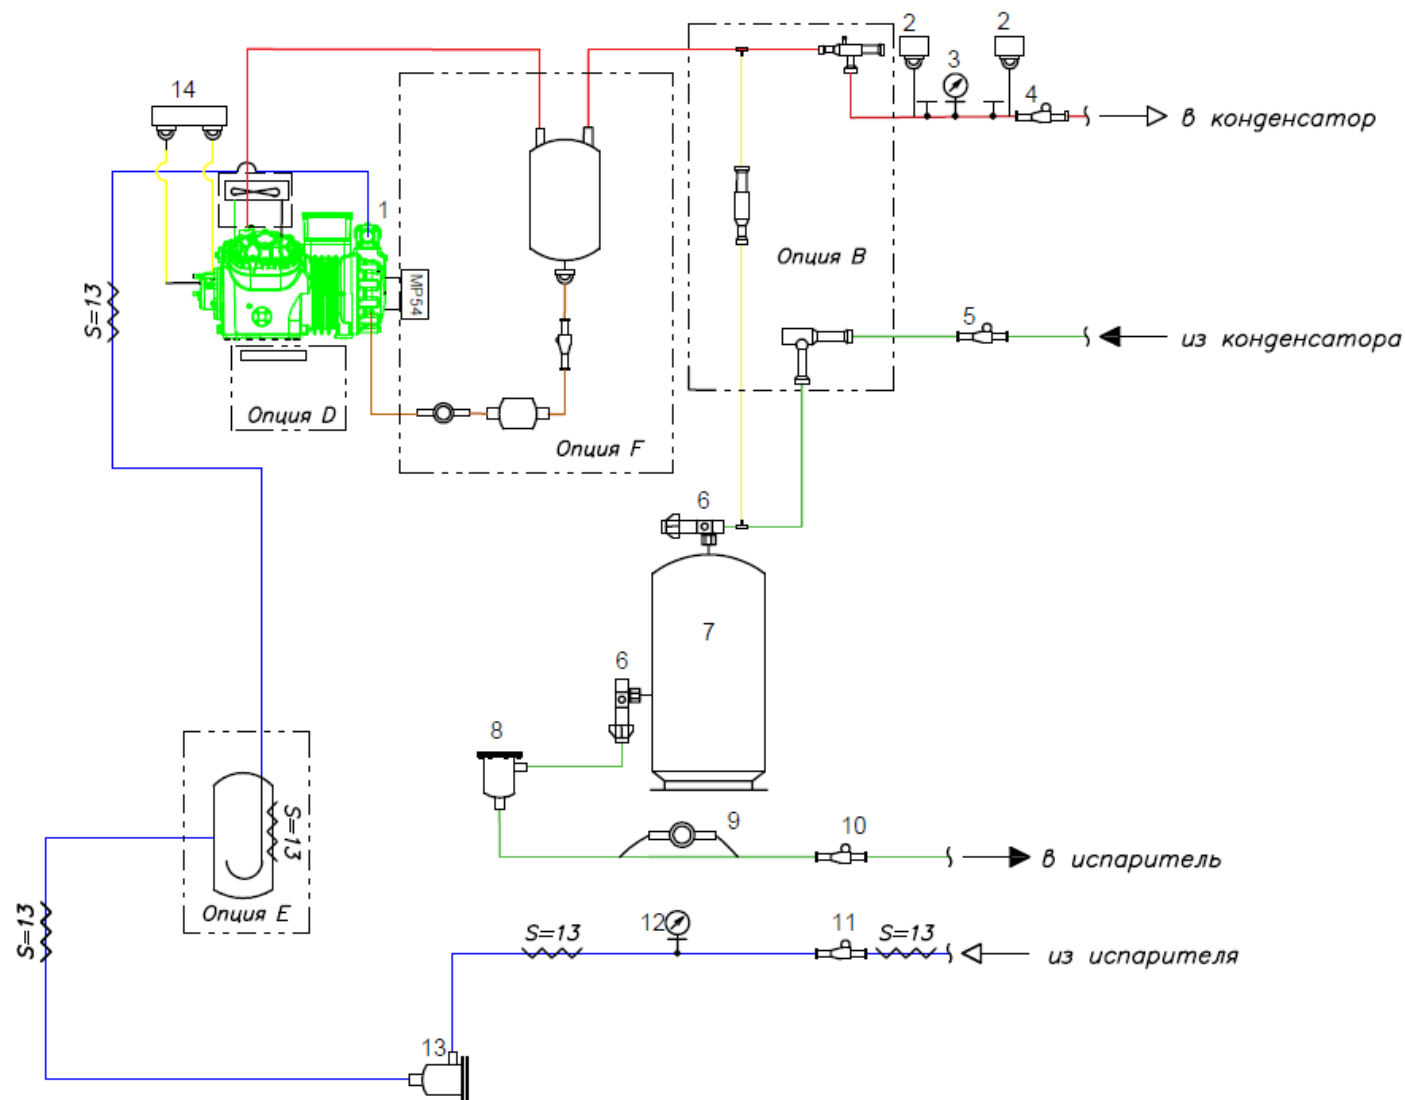 2
2
3
14
4
в конденсатор
1
Опция В
MP54
S=13
5
из конденсатора
Опция D
Опция F
6
7
6
8
S=13
9
10
в испаритель
Опция Е
S=13
12
11
S=13
S=13
из испарителя
13